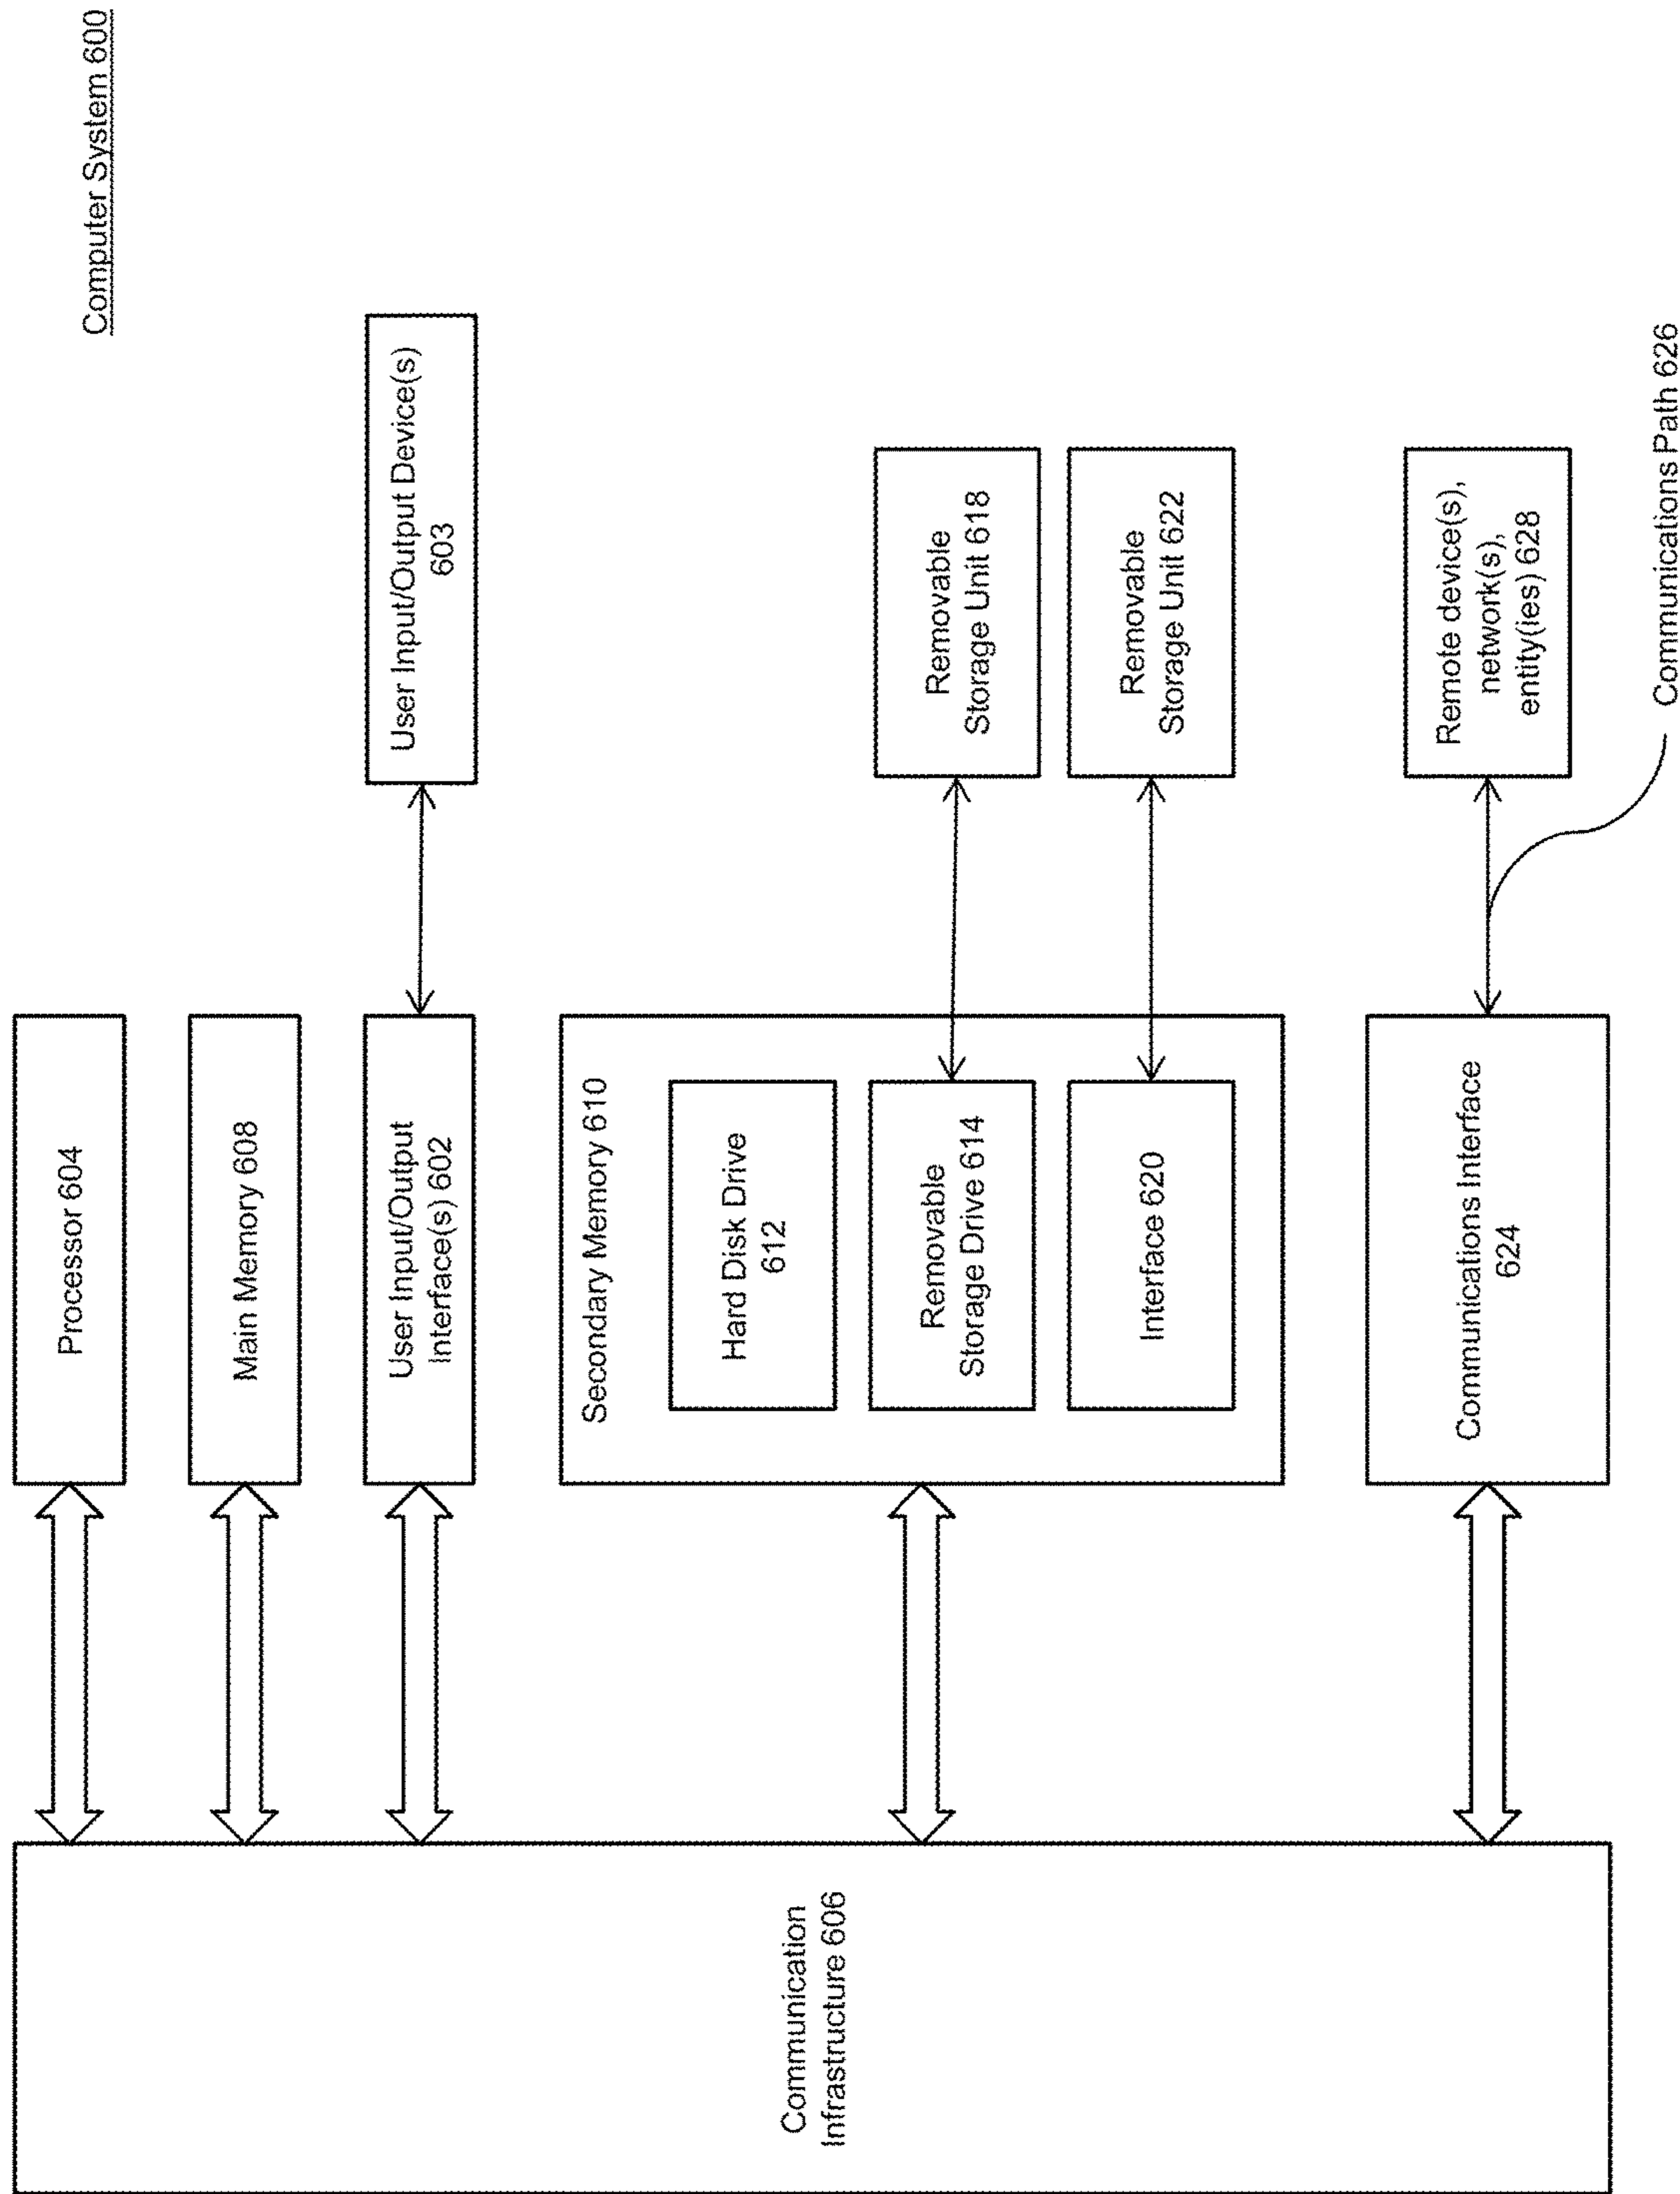 Computer System 600
Processor 604
Main Memory 608
User Input/Output
Interface(s) 602
User Input/Output Device(s)
603
Communication
Infrastructure 606
Secondary Memory 610
Hard Disk Drive
612
Removable
Storage Drive 614
Removable
Storage Unit 618
Interface 620
Removable
Storage Unit 622
Communications Interface
624
Remote device(s),
network(s),
entity(ies) 628
Communications Path 626